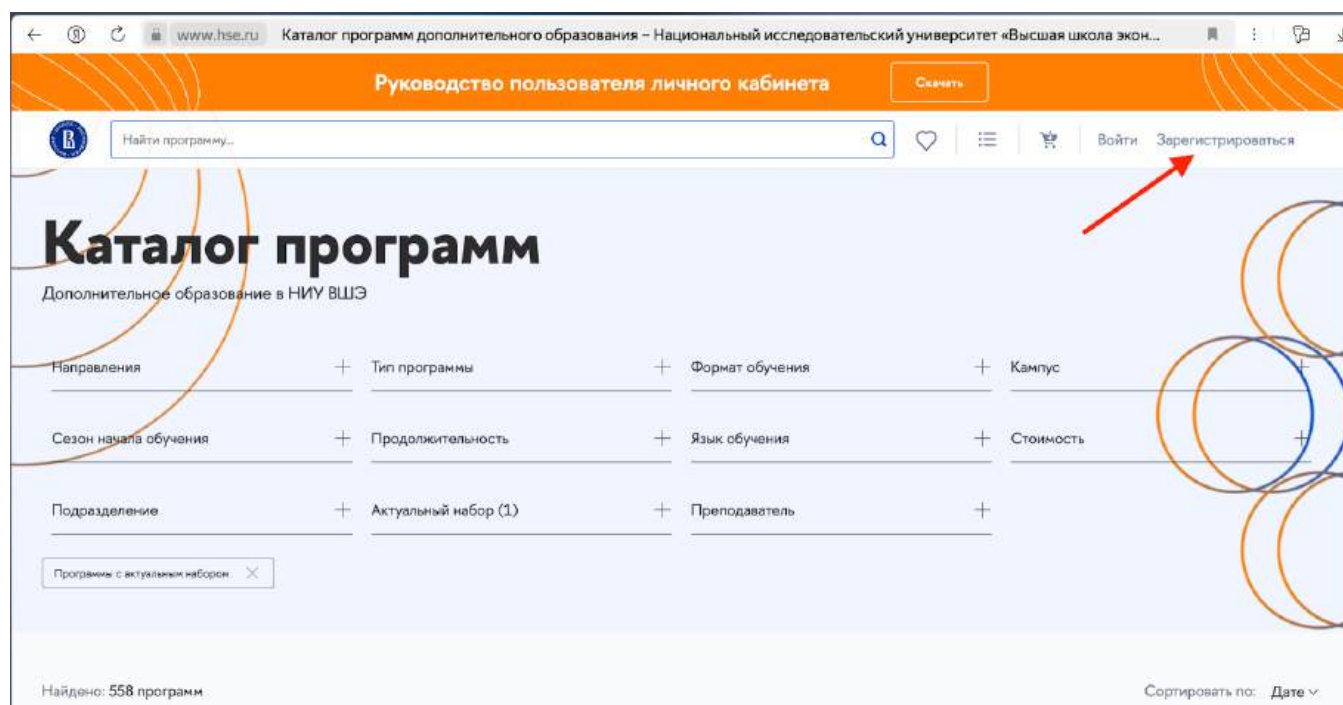 www.hse.ru Каталог программ дополнительного образования – Национальный исследовательский университет «Высшая школа экон...
Руководство пользователя личного кабинета Скачать
Найти программу... Войти Зарегистрироваться
Каталог программ
Дополнительное образование в НИУ ВШЭ
Направления Тип программы Формат обучения Кампус
Сезон начала обучения Продолжительность Язык обучения Стоимость
Подразделение Актуальный набор (1) Преподаватель
Программы с актуальным набором
Найдено: 558 программ Сортировать по: Дате